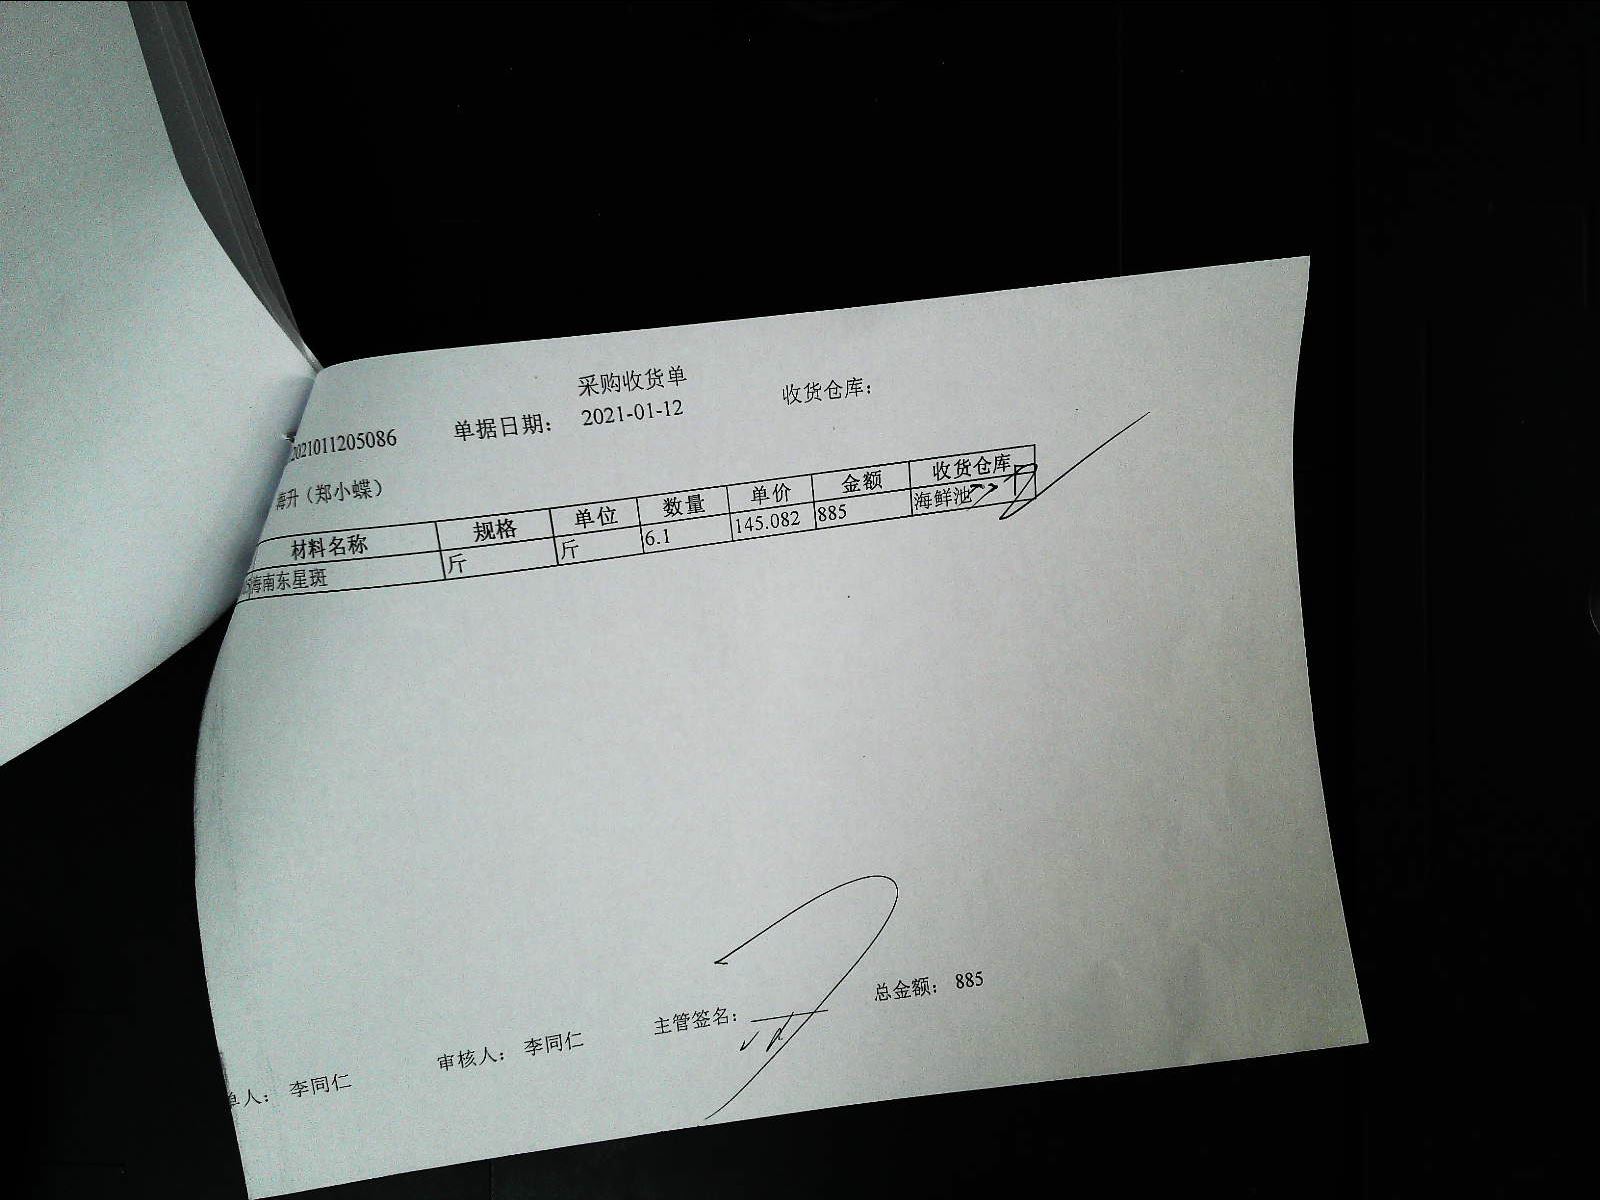 采购收货单
2021011205086 单据日期： 2021-01-12 收货仓库：
海升（郑小蝶）
材料名称 规格 单位 数量 单价 金额 收货仓库
海南东星斑 斤 斤 6.1 145.082 885 海鲜池
单人： 李同仁 审核人： 李同仁 主管签名： 总金额： 885